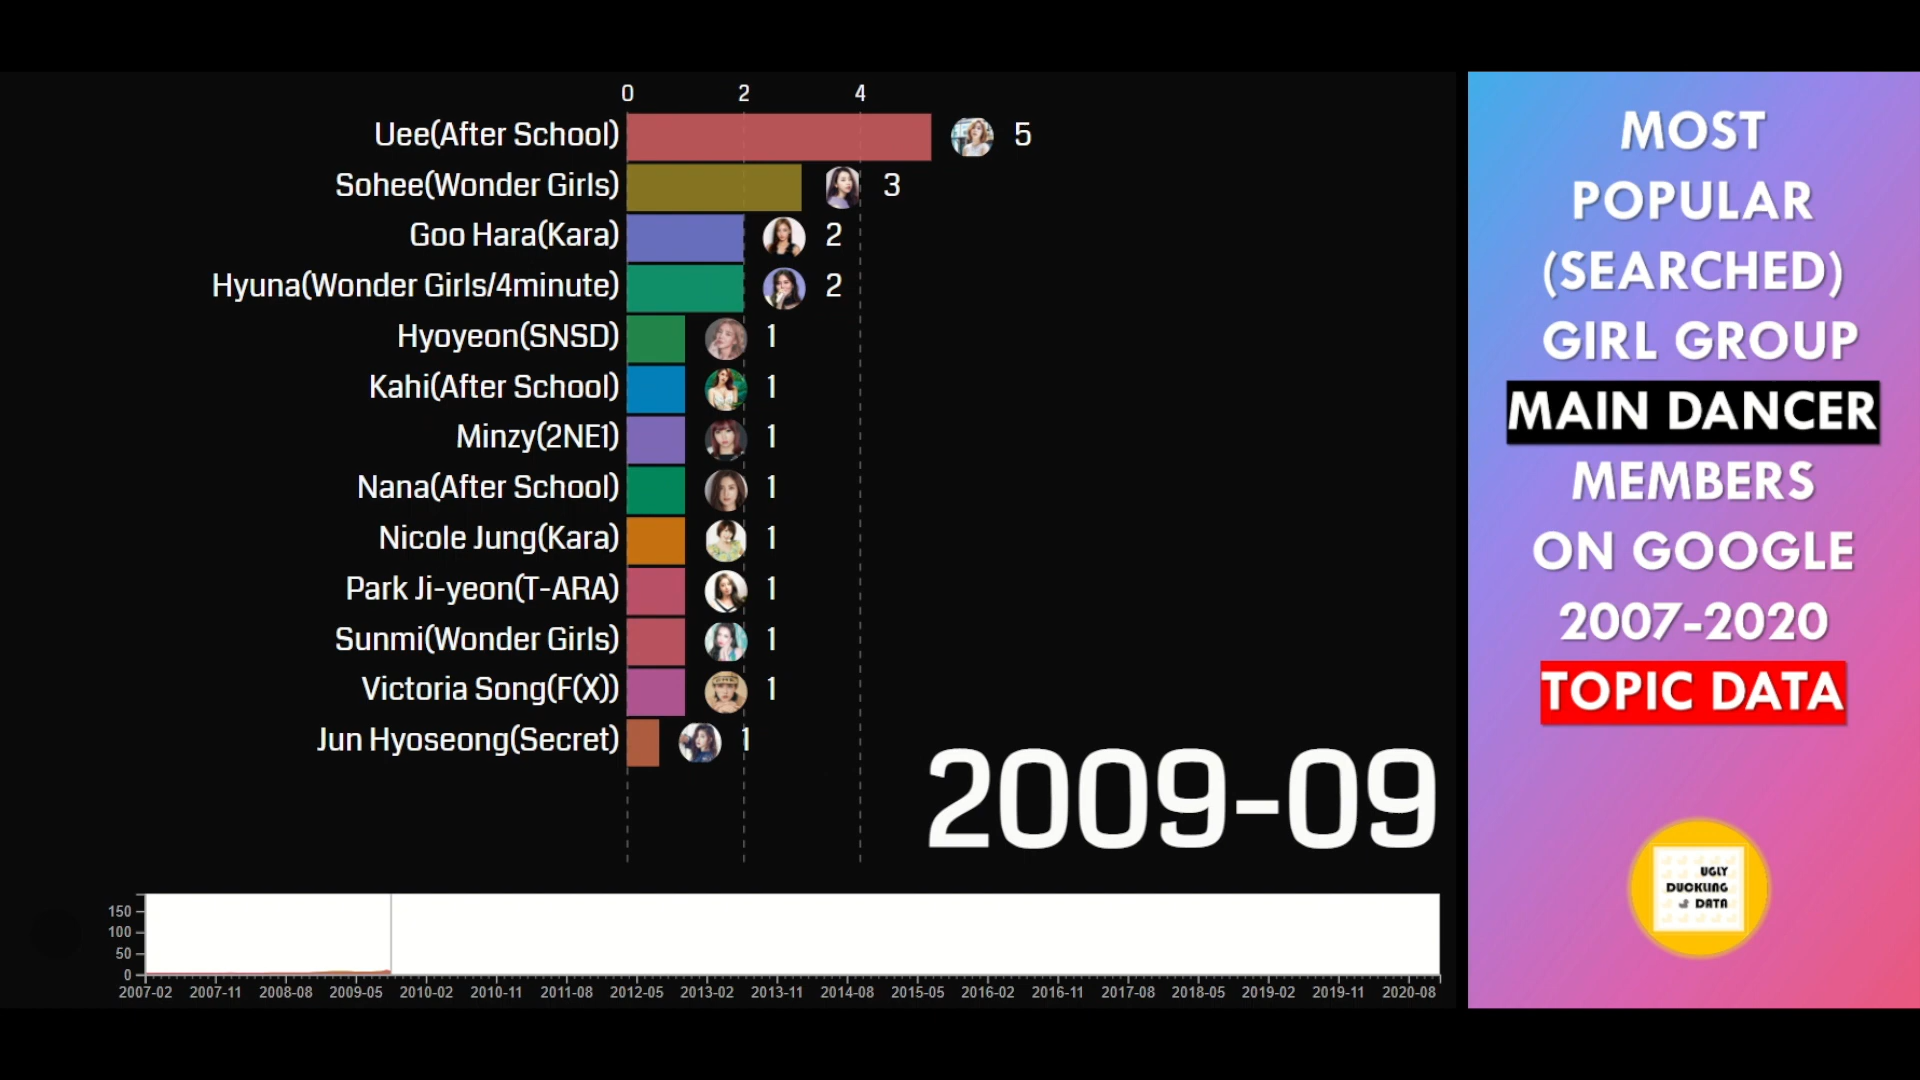 0 2 4
Uee(After School) 5
Sohee(Wonder Girls) 3
Goo Hara(Kara) 2
Hyuna(Wonder Girls/4minute) 2
Hyoyeon(SNSD) 1
Kahi(After School) 1
Minzy(2NE1) 1
Nana(After School) 1
Nicole Jung(Kara) 1
Park Ji-yeon(T-ARA) 1
Sunmi(Wonder Girls) 1
Victoria Song(F(X)) 1
Jun Hyoseong(Secret) 1
2009-09
150
100
50
0
2007-02 2007-11 2008-08 2009-05 2010-02 2010-11 2011-08 2012-05 2013-02 2013-11 2014-08 2015-05 2016-02 2016-11 2017-08 2018-05 2019-02 2019-11 2020-08
MOST
POPULAR
(SEARCHED)
GIRL GROUP
MAIN DANCER
MEMBERS
ON GOOGLE
2007-2020
TOPIC DATA
UGLY
DUCKLING
DATA